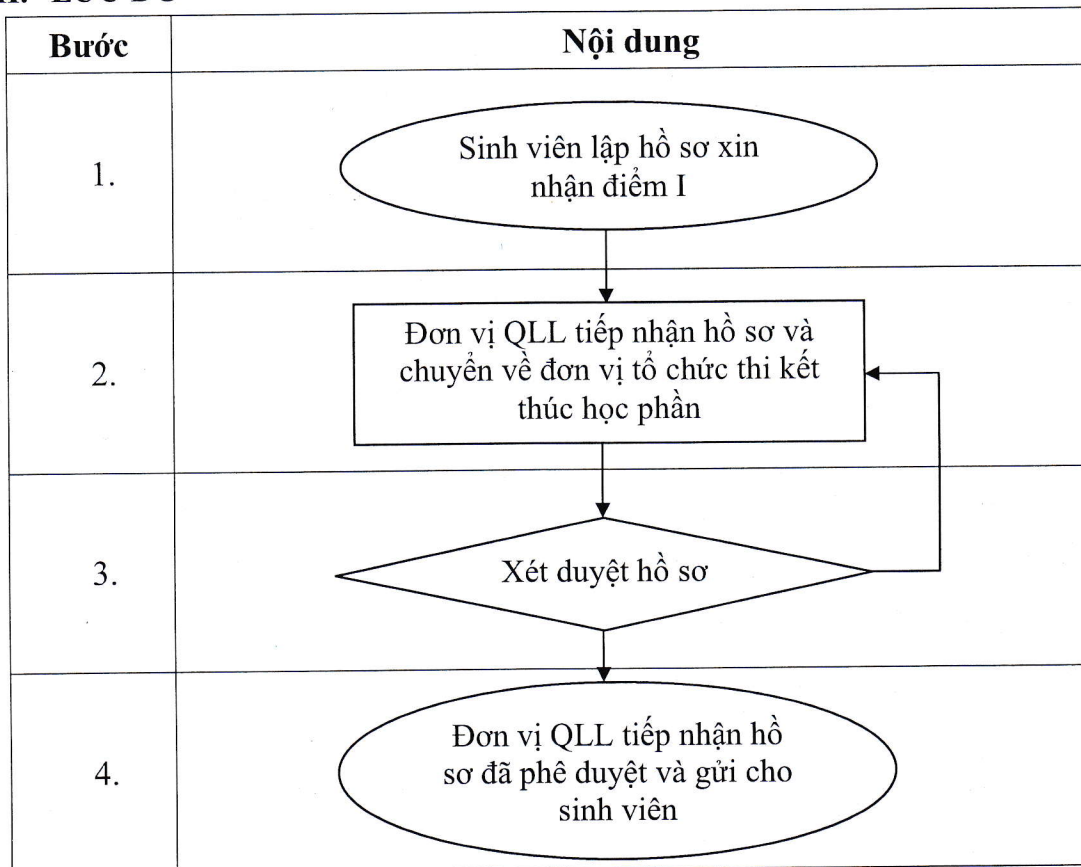 LƯU ĐỒ
Bước
Nội dung
1.
Sinh viên lập hồ sơ xin
nhận điểm I
2.
Đơn vị QLL tiếp nhận hồ sơ và
chuyển về đơn vị tổ chức thi kết
thúc học phần
3.
Xét duyệt hồ sơ
4.
Đơn vị QLL tiếp nhận hồ
sơ đã phê duyệt và gửi cho
sinh viên